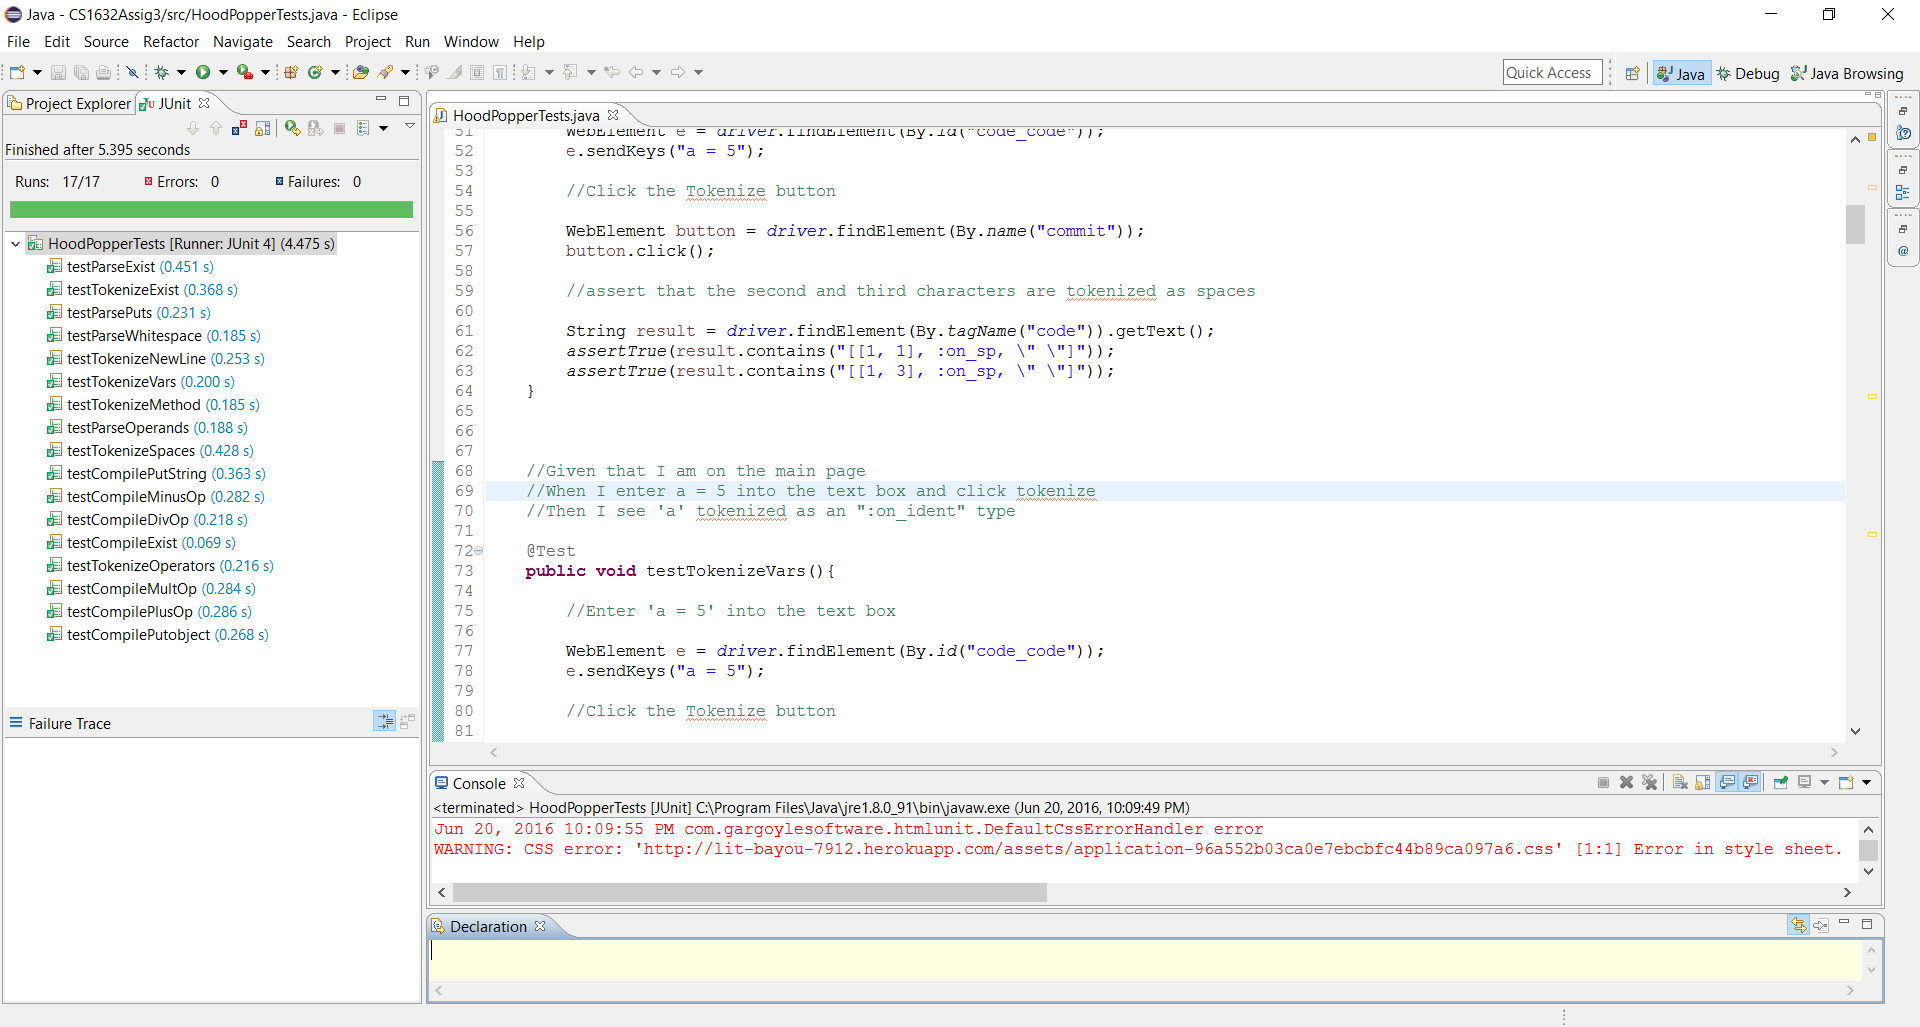 Java - CS1632Assig3/src/HoodPopperTests.java - Eclipse
File Edit Source Refactor Navigate Search Project Run Window Help
Quick Access Java Debug Java Browsing
Project Explorer JUnit
Finished after 5.395 seconds
Runs: 17/17 Errors: 0 Failures: 0
HoodPopperTests [Runner: JUnit 4] (4.475 s)
testParseExist (0.451 s)
testTokenizeExist (0.368 s)
testParsePuts (0.231 s)
testParseWhitespace (0.185 s)
testTokenizeNewLine (0.253 s)
testTokenizeVars (0.200 s)
testTokenizeMethod (0.185 s)
testParseOperands (0.188 s)
testTokenizeSpaces (0.428 s)
testCompilePutString (0.363 s)
testCompileMinusOp (0.282 s)
testCompileDivOp (0.218 s)
testCompileExist (0.069 s)
testTokenizeOperators (0.216 s)
testCompileMultOp (0.284 s)
testCompilePlusOp (0.286 s)
testCompilePutobject (0.268 s)
Failure Trace
HoodPopperTests.java
51 WebElement e = driver.findElement(By.id("code_code"));
52 e.sendKeys("a = 5");
53
54 //Click the Tokenize button
55
56 WebElement button = driver.findElement(By.name("commit"));
57 button.click();
58
59 //assert that the second and third characters are tokenized as spaces
60
61 String result = driver.findElement(By.tagName("code")).getText();
62 assertTrue(result.contains("[[1, 1], :on_sp, \" \"]"));
63 assertTrue(result.contains("[[1, 3], :on_sp, \" \"]"));
64 }
65
66
67
68 //Given that I am on the main page
69 //When I enter a = 5 into the text box and click tokenize
70 //Then I see 'a' tokenized as an ":on_ident" type
71
72 @Test
73 public void testTokenizeVars(){
74
75 //Enter 'a = 5' into the text box
76
77 WebElement e = driver.findElement(By.id("code_code"));
78 e.sendKeys("a = 5");
79
80 //Click the Tokenize button
81
Console
<terminated> HoodPopperTests [JUnit] C:\Program Files\Java\jre1.8.0_91\bin\javaw.exe (Jun 20, 2016, 10:09:49 PM)
Jun 20, 2016 10:09:55 PM com.gargoylesoftware.htmlunit.DefaultCssErrorHandler error
WARNING: CSS error: 'http://lit-bayou-7912.herokuapp.com/assets/application-96a552b03ca0e7ebcbfc44b89ca097a6.css' [1:1] Error in style sheet.
Declaration